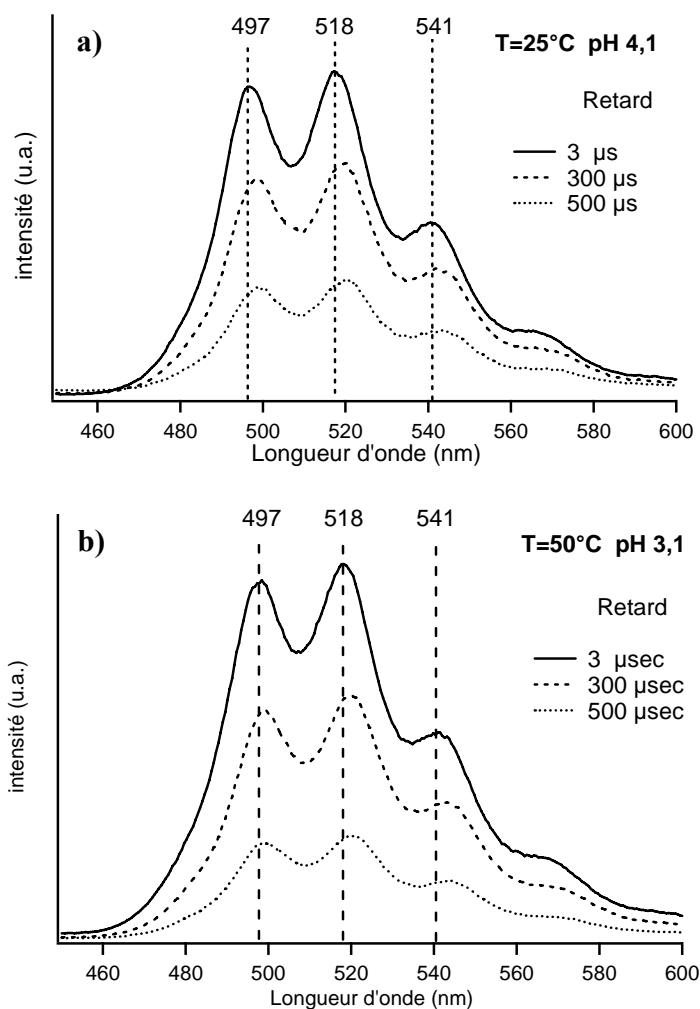 497 518 541
a)
T=25°C pH 4,1
Retard
3 µs
300 µs
500 µs
intensité (u.a.)
460 480 500 520 540 560 580 600
Longueur d'onde (nm)
497 518 541
b)
T=50°C pH 3,1
Retard
3 µsec
300 µsec
500 µsec
intensité (u.a.)
460 480 500 520 540 560 580 600
Longueur d'onde (nm)